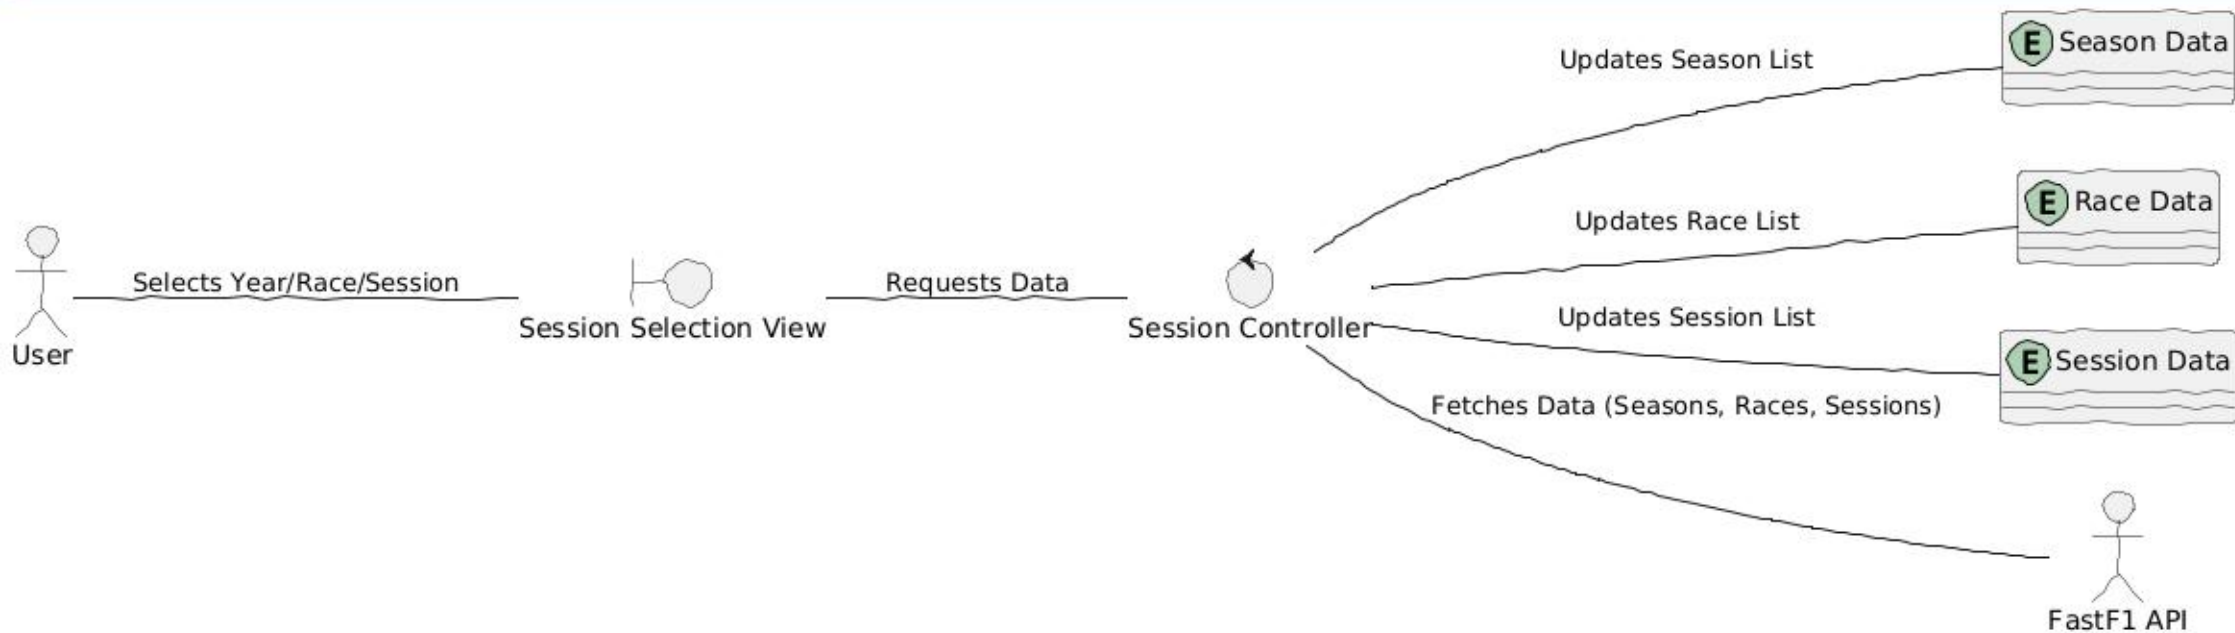 E Season Data
Updates Season List
E Race Data
Updates Race List
Selects Year/Race/Session
Requests Data
Updates Session List
Session Selection View
Session Controller
User
E Session Data
Fetches Data (Seasons, Races, Sessions)
FastF1 API